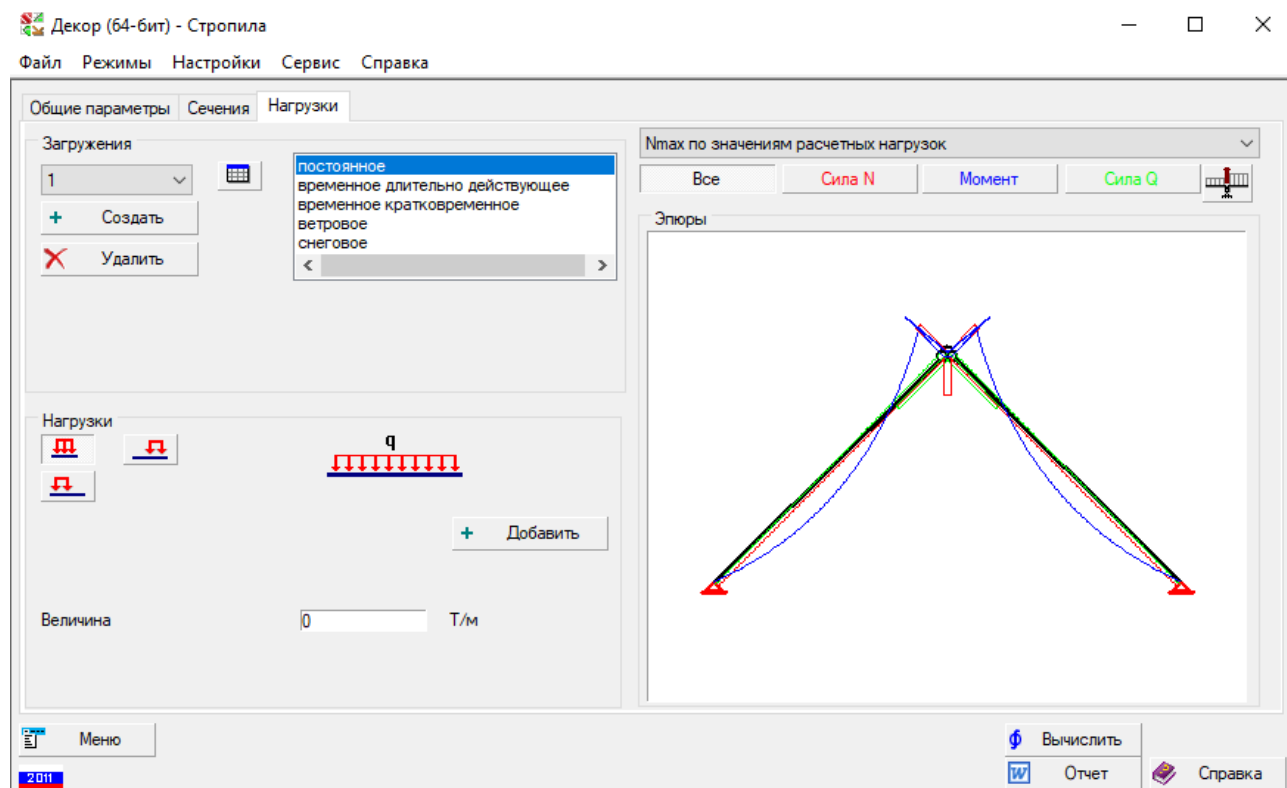 Декор (64-бит) - Стропила
Файл Режимы Настройки Сервис Справка
Общие параметры Сечения Нагрузки
Загружения
1
Создать
Удалить
постоянное
временное длительно действующее
временное кратковременное
ветровое
снеговое
Нагрузки
q
Добавить
Величина 0 Т/м
Nmax по значениям расчетных нагрузок
Все Сила N Момент Сила Q
Эпюры
Меню
2011
Вычислить
Отчет
Справка